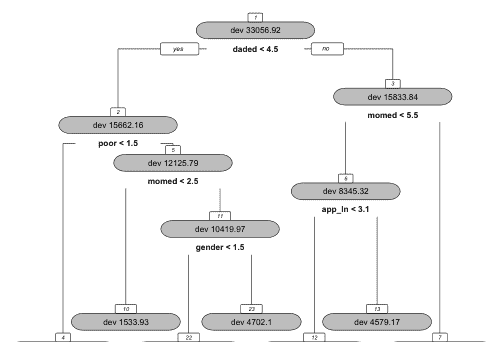 1
dev 33056.92
yes
daded < 4.5
no
3
dev 15833.84
momed < 5.5
2
dev 15662.16
poor < 1.5
5
dev 12125.79
momed < 2.5
6
dev 8345.32
app_ln < 3.1
11
dev 10419.97
gender < 1.5
10
dev 1533.93
23
dev 4702.1
13
dev 4579.17
4
22
12
7